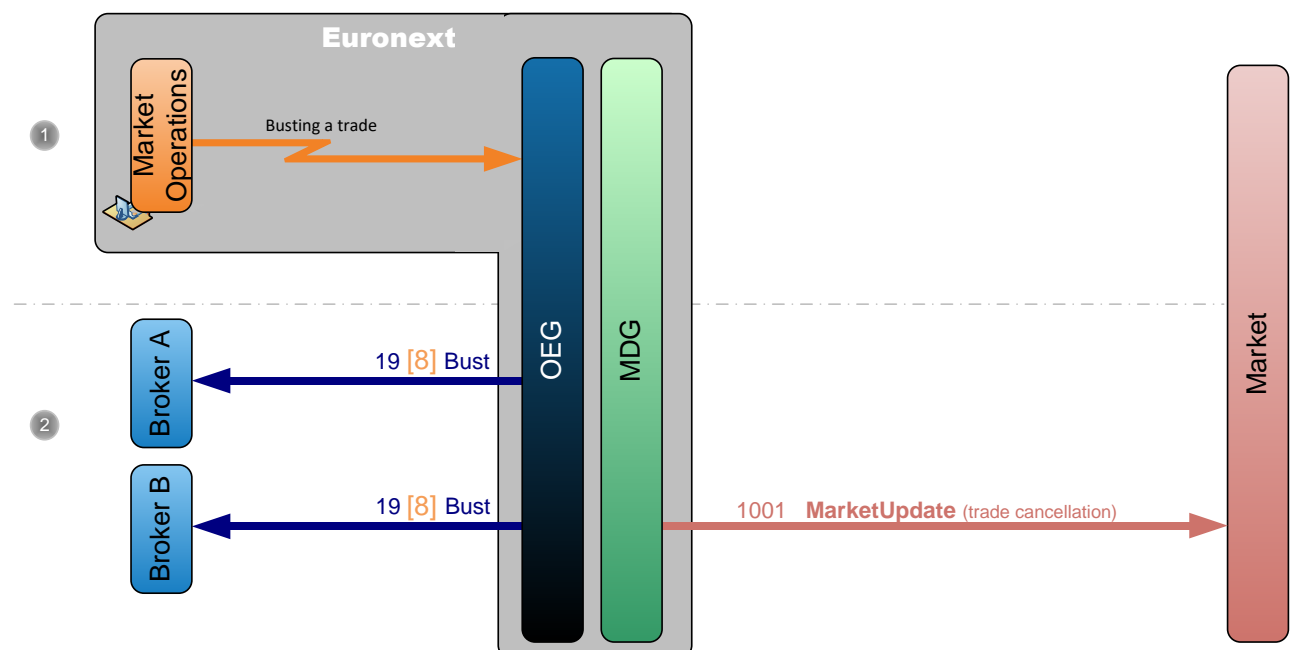 Euronext
1
Market
Operations
Busting a trade
OEG
MDG
Market
2
Broker A
19 [8] Bust
Broker B
19 [8] Bust
1001 MarketUpdate (trade cancellation)